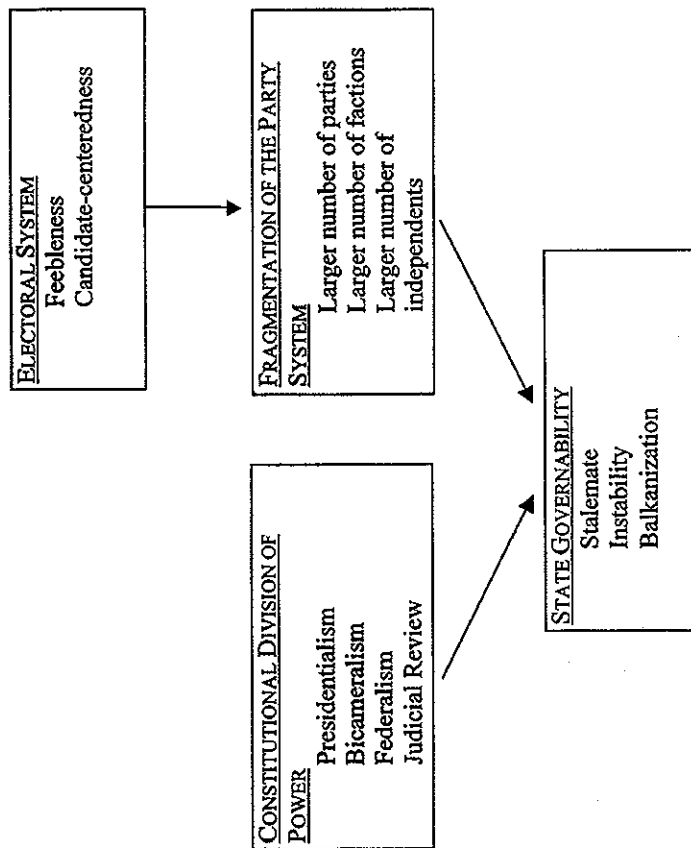 ELECTORAL SYSTEM
Feebleness
Candidate-centeredness
CONSTITUTIONAL DIVISION OF
POWER
Presidentialism
Bicameralism
Federalism
Judicial Review
FRAGMENTATION OF THE PARTY
SYSTEM
Larger number of parties
Larger number of factions
Larger number of
independents
STATE GOVERNABILITY
Stalemate
Instability
Balkanization